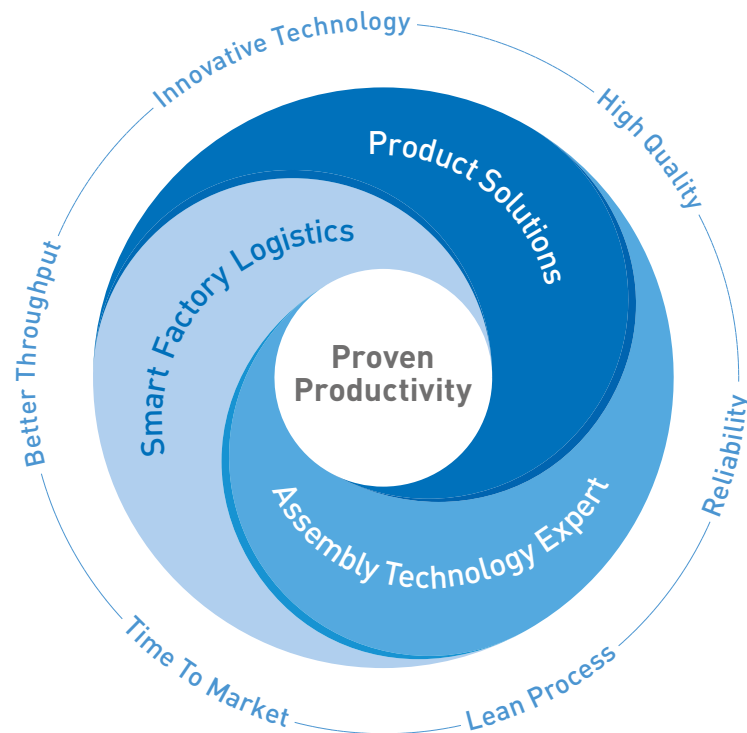 Innovative Technology
High Quality
Reliability
Lean Process
Time To Market
Better Throughput
Product Solutions
Assembly Technology Expert
Smart Factory Logistics
Proven
Productivity